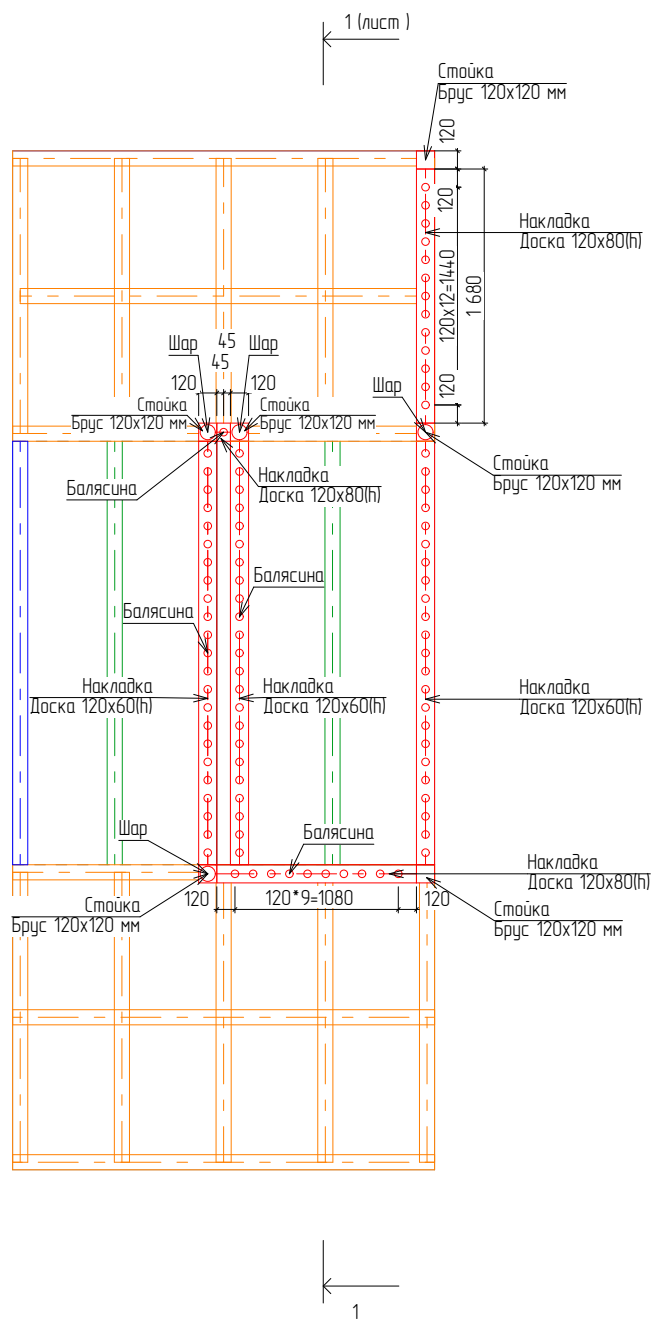 1 (лист )
Стойка
Брус 120х120 мм
120
120
Накладка
Доска 120х80(h)
120х12=1440
1 680
45
Шар
Шар
45
120
120
120
Шар
Стойка
Брус 120х120 мм
Стойка
Брус 120х120 мм
Стойка
Брус 120х120 мм
Накладка
Доска 120х80(h)
Балясина
Балясина
Балясина
Накладка
Доска 120х60(h)
Накладка
Доска 120х60(h)
Накладка
Доска 120х60(h)
Шар
Балясина
Накладка
Доска 120х80(h)
120
120*9=1080
120
Стойка
Брус 120х120 мм
Стойка
Брус 120х120 мм
1